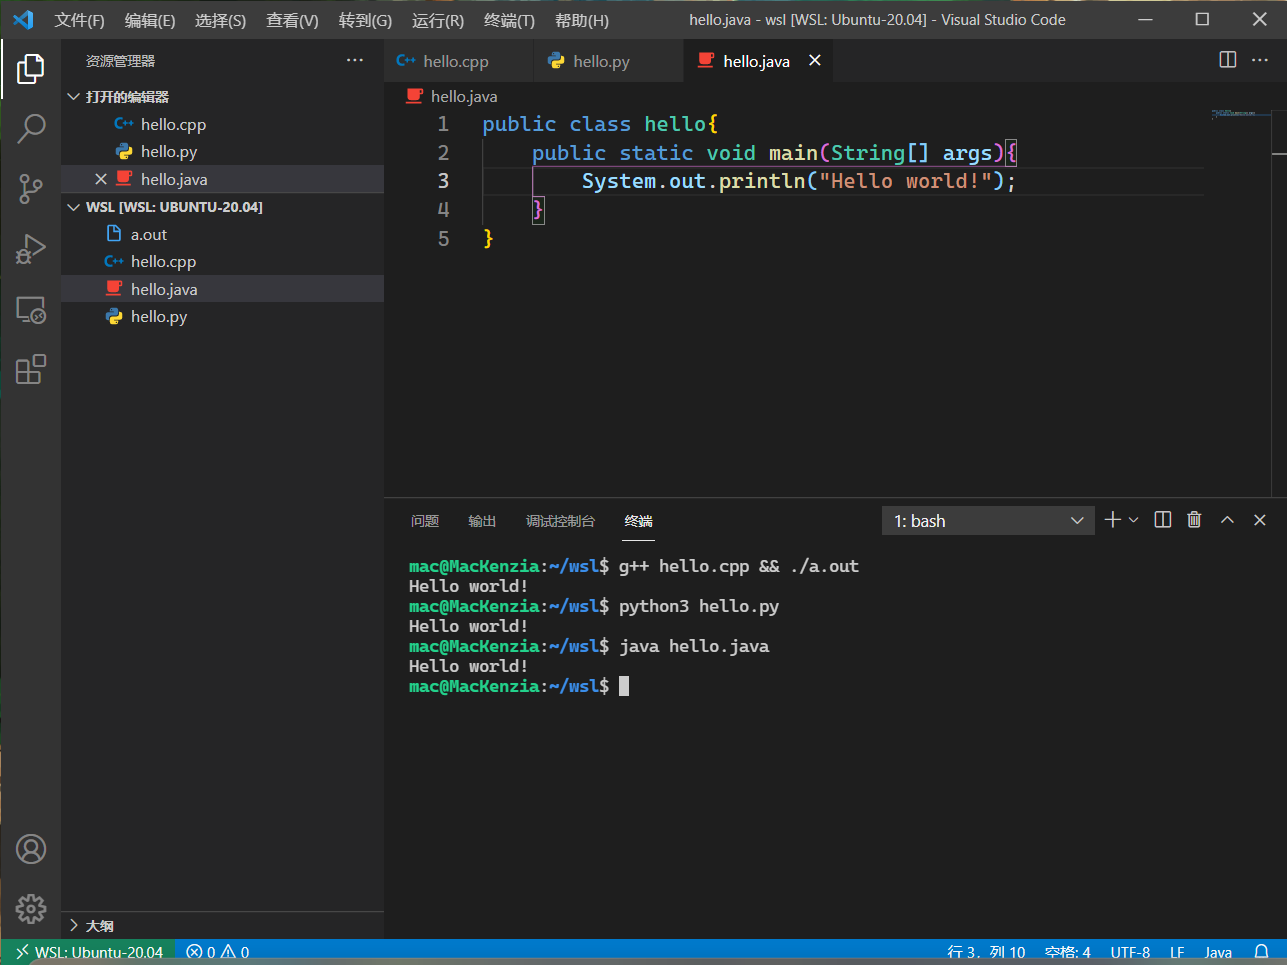 文件(F) 编辑(E) 选择(S) 查看(V) 转到(G) 运行(R) 终端(T) 帮助(H) hello.java - wsl [WSL: Ubuntu-20.04] - Visual Studio Code
资源管理器
打开的编辑器
hello.cpp
hello.py
hello.java
WSL [WSL: UBUNTU-20.04]
a.out
hello.cpp
hello.java
hello.py
大纲
hello.cpp hello.py hello.java
hello.java
1 public class hello{
2 public static void main(String[] args){
3 System.out.println("Hello world!");
4 }
5 }
问题 输出 调试控制台 终端 1: bash
mac@MacKenzia:~/wsl$ g++ hello.cpp && ./a.out
Hello world!
mac@MacKenzia:~/wsl$ python3 hello.py
Hello world!
mac@MacKenzia:~/wsl$ java hello.java
Hello world!
mac@MacKenzia:~/wsl$
WSL: Ubuntu-20.04 0 0 行 3，列 10 空格: 4 UTF-8 LF Java